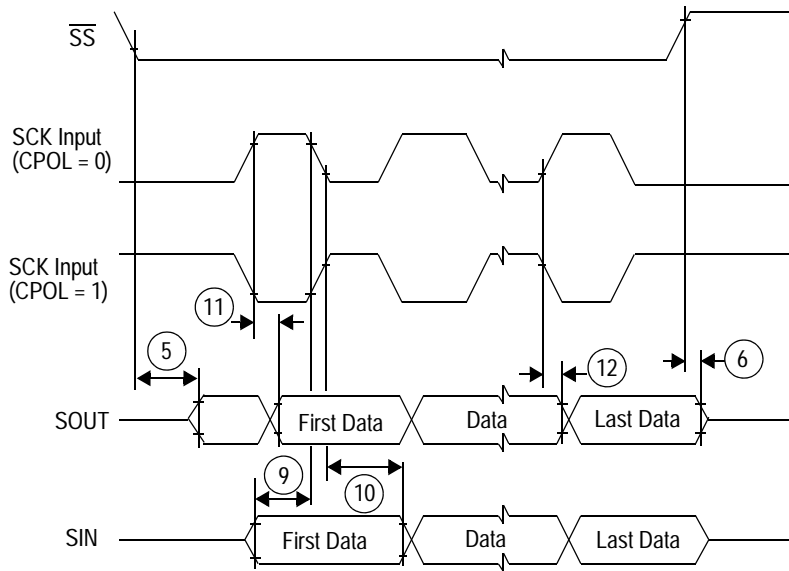 SS
SCK Input
(CPOL = 0)
SCK Input
(CPOL = 1)
11
5
12
6
SOUT
First Data
Data
Last Data
9
10
SIN
First Data
Data
Last Data